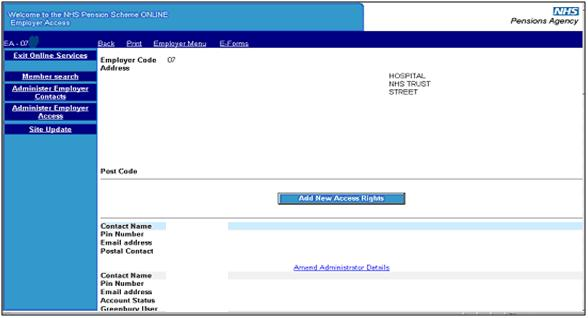 Welcome to the NHS Pension Scheme ONLINE
Employer Access
NHS
Pensions Agency
EA - 07
Back Print Employer Menu E-Forms
Exit Online Services
Member search
Administer Employer
Contacts
Administer Employer
Access
Site Update
Employer Code 07
Address
HOSPITAL
NHS TRUST
STREET
Post Code
Add New Access Rights
Contact Name
Pin Number
Email address
Postal Contact
Amend Administrator Details
Contact Name
Pin Number
Email address
Account Status
Greenbury User